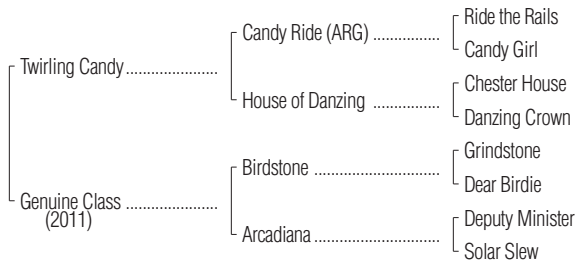 Ride the Rails
Candy Ride (ARG) ................
Candy Girl
Twirling Candy ......................
Chester House
House of Danzing ................
Danzing Crown
Grindstone
Birdstone ..............................
Dear Birdie
Genuine Class ......................
(2011)
Deputy Minister
Arcadiana ..............................
Solar Slew